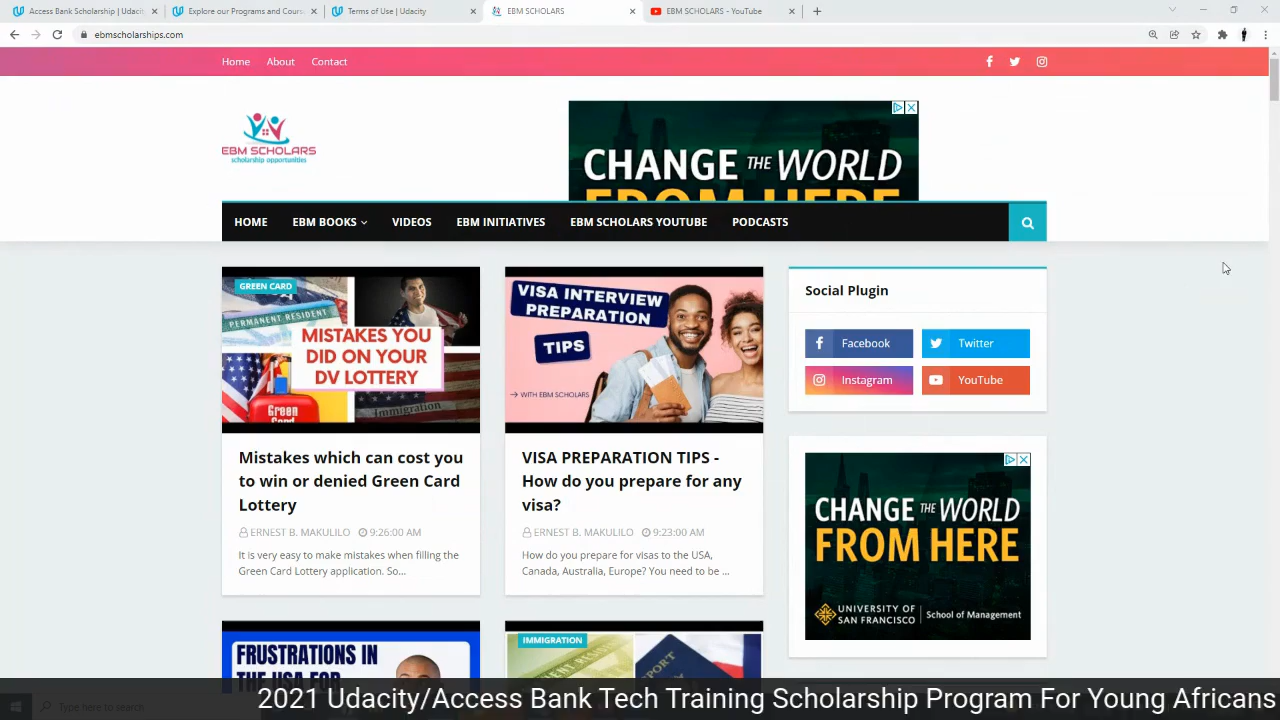 Access Bank Scholarship | Udaci
Explore our Programs and Cours
Terms of Use | Udacity
EBM SCHOLARS
EBM SCHOLARS - YouTube
ebmscholarships.com
Home About Contact
EBM SCHOLARS
scholarship opportunities
CHANGE THE WORLD
FROM HERE
HOME EBM BOOKS VIDEOS EBM INITIATIVES EBM SCHOLARS YOUTUBE PODCASTS
GREEN CARD
PERMANENT RESIDENT
MISTAKES YOU
DID ON YOUR
DV LOTTERY
Green
Card
Immigration
Mistakes which can cost you
to win or denied Green Card
Lottery
ERNEST B. MAKULILO 9:26:00 AM
It is very easy to make mistakes when filling the
Green Card Lottery application. So...
VISA INTERVIEW
PREPARATION
TIPS
→ WITH EBM SCHOLARS
VISA PREPARATION TIPS -
How do you prepare for any
visa?
ERNEST B. MAKULILO 9:23:00 AM
How do you prepare for visas to the USA,
Canada, Australia, Europe? You need to be ...
Social Plugin
Facebook Twitter
Instagram YouTube
CHANGE THE WORLD
FROM HERE
UNIVERSITY OF
SAN FRANCISCO
School of Management
FRUSTRATIONS IN
THE USA FOR
IMMIGRATION
Type here to search
2021 Udacity/Access Bank Tech Training Scholarship Program For Young Africans